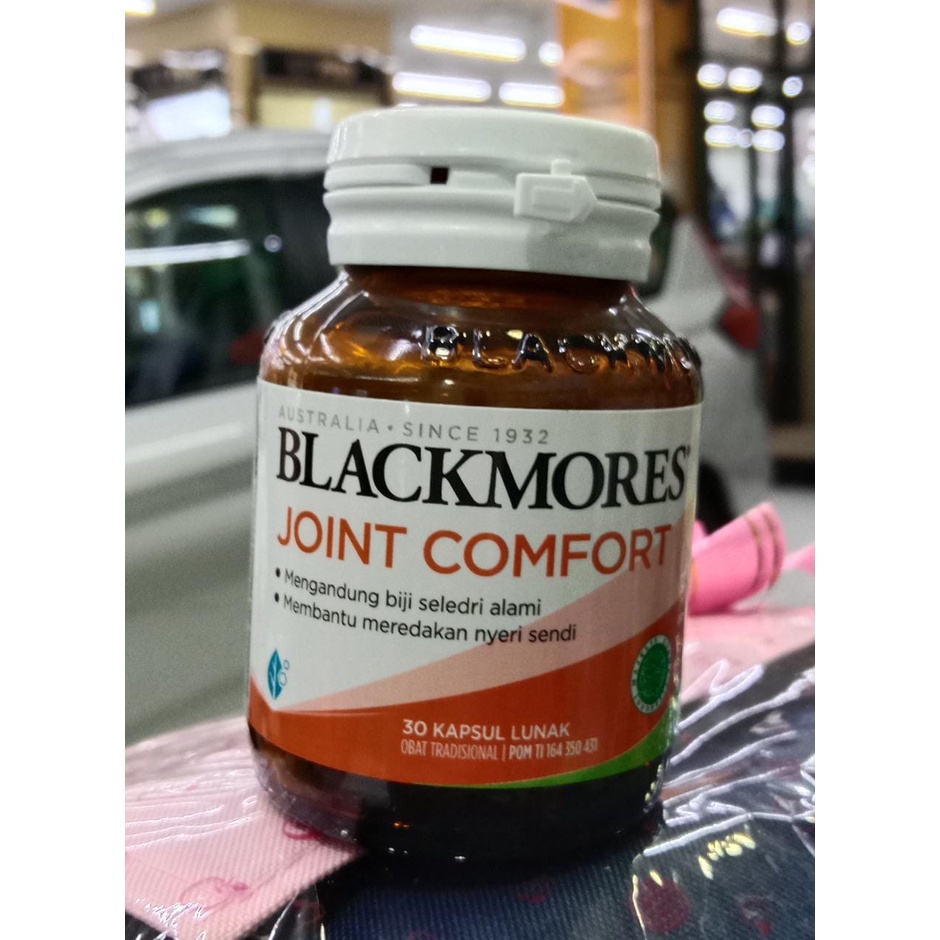 BLACKM
AUSTRALIA • SINCE 1932
BLACKMORES®
JOINT COMFORT
• Mengandung biji seledri alami
• Membantu meredakan nyeri sendi
30 KAPSUL LUNAK
OBAT TRADISIONAL | POM TI 164 350 431